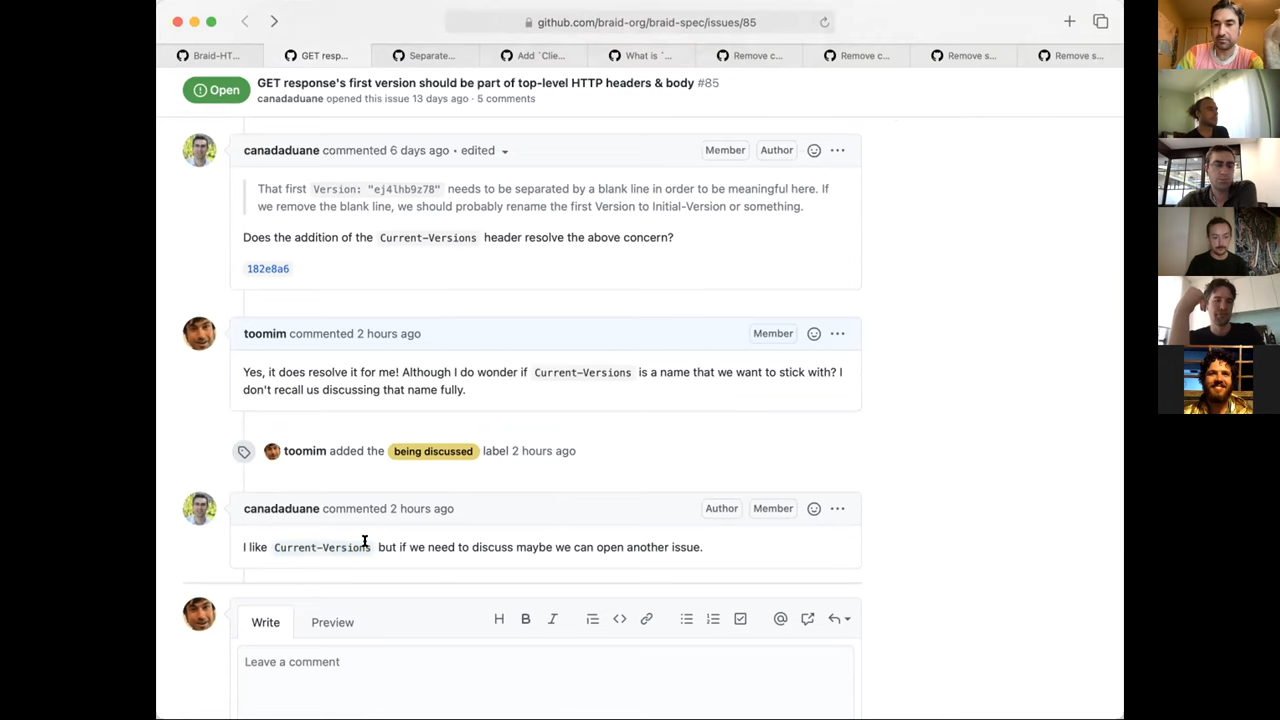 github.com/braid-org/braid-spec/issues/85
Braid-HT...
GET resp...
Separate...
Add `Clie...
What is `...
Remove c...
Remove c...
Remove s...
Remove s...
Open
GET response's first version should be part of top-level HTTP headers & body #85
canadaduane opened this issue 13 days ago · 5 comments
canadaduane commented 6 days ago • edited
Member
Author
That first Version: "ej4lhb9z78" needs to be separated by a blank line in order to be meaningful here. If
we remove the blank line, we should probably rename the first Version to Initial-Version or something.
Does the addition of the Current-Versions header resolve the above concern?
182e8a6
toomim commented 2 hours ago
Member
Yes, it does resolve it for me! Although I do wonder if Current-Versions is a name that we want to stick with? I
don't recall us discussing that name fully.
toomim added the being discussed label 2 hours ago
canadaduane commented 2 hours ago
Author
Member
I like Current-Versions but if we need to discuss maybe we can open another issue.
Write
Preview
H B I
Leave a comment